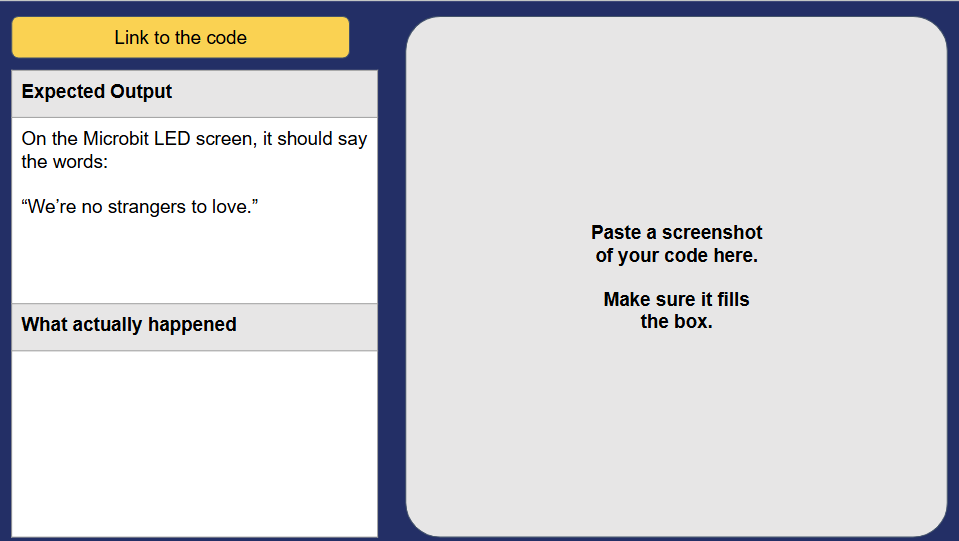 Link to the code
Expected Output
On the Microbit LED screen, it should say
the words:
“We’re no strangers to love.”
What actually happened
Paste a screenshot
of your code here.
Make sure it fills
the box.